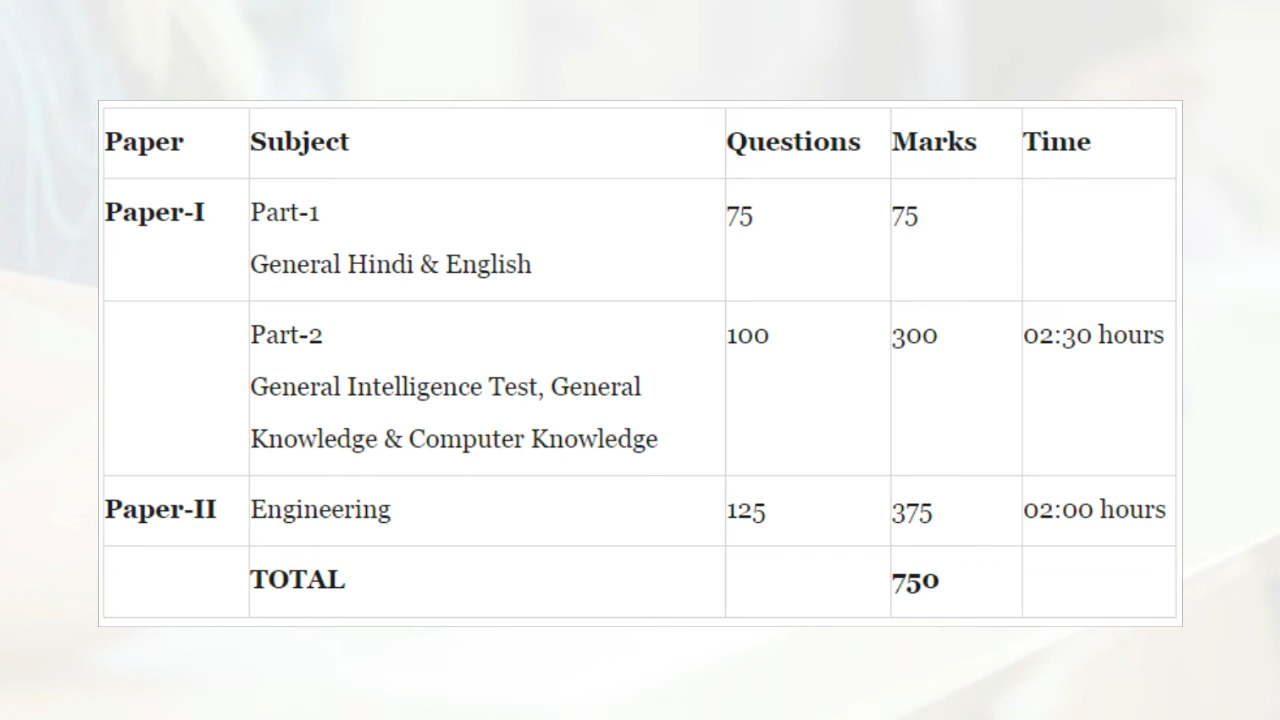 Paper Subject Questions Marks Time
Paper-I Part-1 75 75
General Hindi & English
Part-2 100 300 02:30 hours
General Intelligence Test, General
Knowledge & Computer Knowledge
Paper-II Engineering 125 375 02:00 hours
TOTAL 750